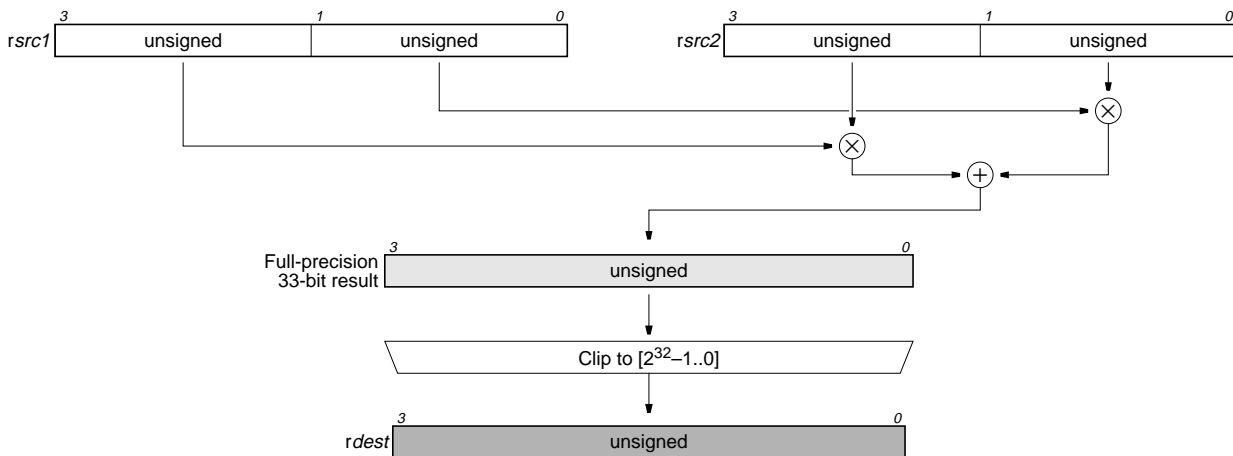 3 1 0 3 1 0
rsrc1 unsigned unsigned rsrc2 unsigned unsigned
×
×
+
3 0
Full-precision
33-bit result
unsigned
Clip to [2³²–1..0]
3 0
rdest unsigned